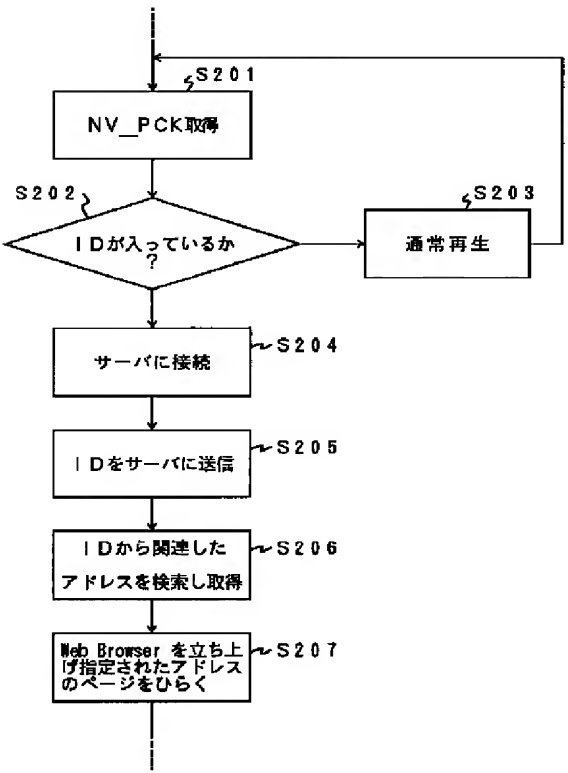 S201
NV_PCK取得
S202
IDが入っているか
?
S203
通常再生
サーバに接続
S204
IDをサーバに送信
S205
IDから関連した
アドレスを検索し取得
S206
Web Browser を立ち上
げ指定されたアドレス
のページをひらく
S207